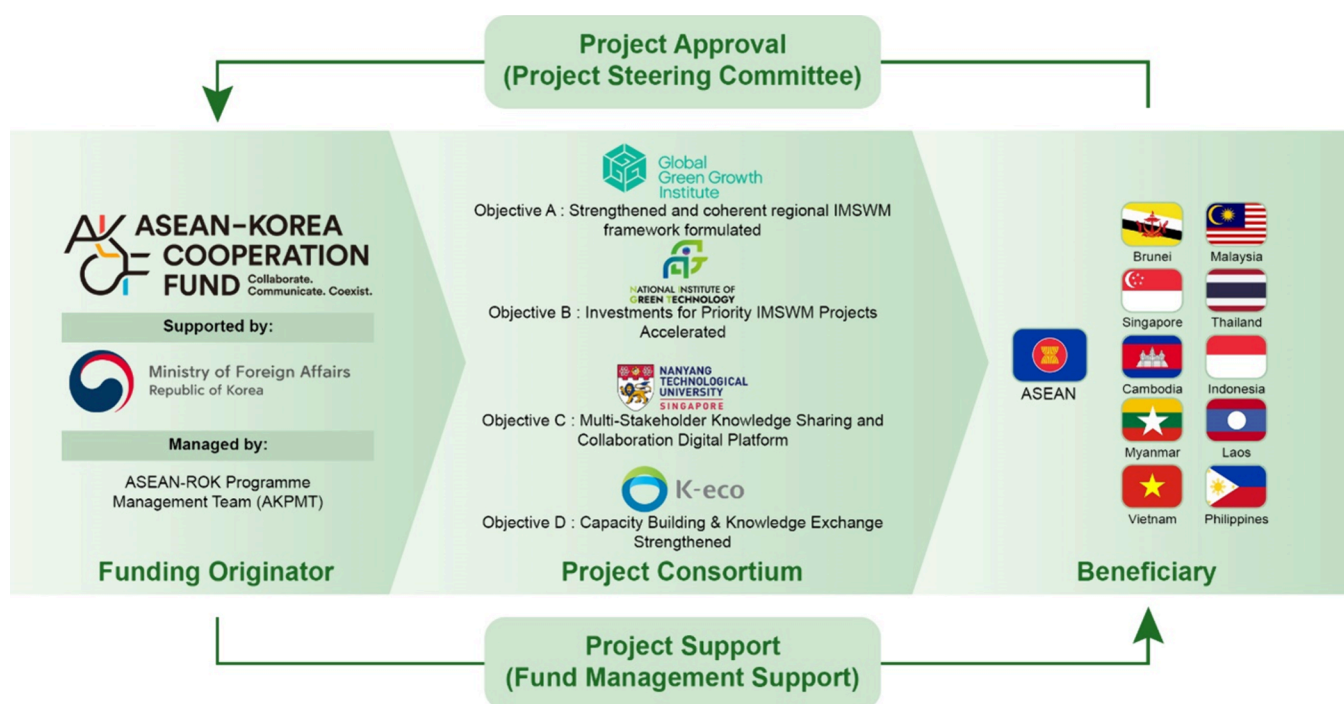 Project Approval
(Project Steering Committee)
ASEAN-KOREA
COOPERATION
FUND
Collaborate.
Communicate. Coexist.
Supported by:
Ministry of Foreign Affairs
Republic of Korea
Managed by:
ASEAN-ROK Programme
Management Team (AKPMT)
Funding Originator
Global
Green Growth
Institute
Objective A : Strengthened and coherent regional IMSWM
framework formulated
NATIONAL INSTITUTE OF
GREEN TECHNOLOGY
Objective B : Investments for Priority IMSWM Projects
Accelerated
NANYANG
TECHNOLOGICAL
UNIVERSITY
SINGAPORE
Objective C : Multi-Stakeholder Knowledge Sharing and
Collaboration Digital Platform
K-eco
Objective D : Capacity Building & Knowledge Exchange
Strengthened
Project Consortium
ASEAN
Brunei
Malaysia
Singapore
Thailand
Cambodia
Indonesia
Myanmar
Laos
Vietnam
Philippines
Beneficiary
Project Support
(Fund Management Support)